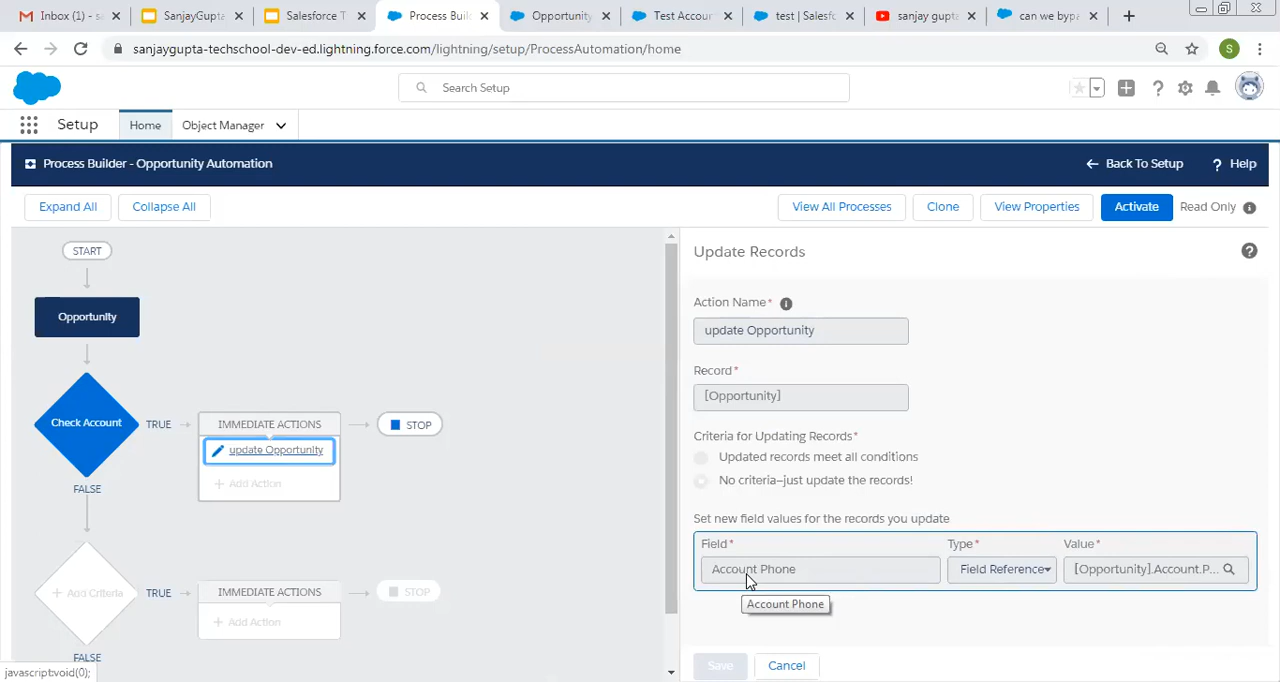 Inbox (1) - sa
SanjayGupta
Salesforce T
Process Buil
Opportunity
Test Accoun
test | Salesfo
sanjay gupta
can we bypa
sanjaygupta-techschool-dev-ed.lightning.force.com/lightning/setup/ProcessAutomation/home
S
Search Setup
Setup
Home
Object Manager
Process Builder - Opportunity Automation
Back To Setup
? Help
Expand All
Collapse All
View All Processes
Clone
View Properties
Activate
Read Only
START
Opportunity
Check Account
TRUE
IMMEDIATE ACTIONS
STOP
update Opportunity
+ Add Action
FALSE
+ Add Criteria
TRUE
IMMEDIATE ACTIONS
STOP
+ Add Action
FALSE
javascript:void(0);
Update Records
Action Name*
update Opportunity
Record*
[Opportunity]
Criteria for Updating Records*
Updated records meet all conditions
No criteria—just update the records!
Set new field values for the records you update
Field*
Type*
Value*
Account Phone
Field Reference
[Opportunity].Account.P...
Account Phone
Save
Cancel